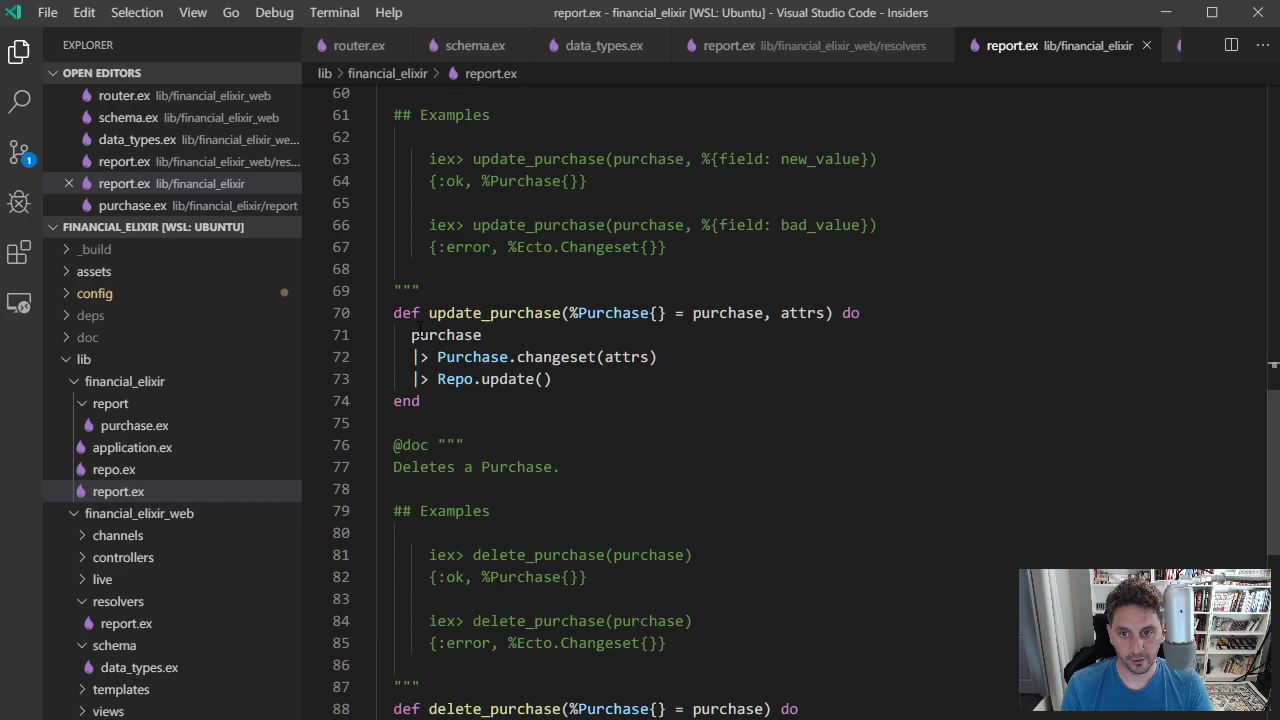 File Edit Selection View Go Debug Terminal Help report.ex - financial_elixir [WSL: Ubuntu] - Visual Studio Code - Insiders
EXPLORER
router.ex schema.ex data_types.ex report.ex lib/financial_elixir_web/resolvers report.ex lib/financial_elixir
OPEN EDITORS
router.ex lib/financial_elixir_web
schema.ex lib/financial_elixir_web
data_types.ex lib/financial_elixir_we...
report.ex lib/financial_elixir_web/res...
report.ex lib/financial_elixir
purchase.ex lib/financial_elixir/report
FINANCIAL_ELIXIR [WSL: UBUNTU]
_build
assets
config
deps
doc
lib
financial_elixir
report
purchase.ex
application.ex
repo.ex
report.ex
financial_elixir_web
channels
controllers
live
resolvers
report.ex
schema
data_types.ex
templates
views
1
lib > financial_elixir > report.ex
60
61 ## Examples
62
63 iex> update_purchase(purchase, %{field: new_value})
64 {:ok, %Purchase{}}
65
66 iex> update_purchase(purchase, %{field: bad_value})
67 {:error, %Ecto.Changeset{}}
68
69 """
70 def update_purchase(%Purchase{} = purchase, attrs) do
71 purchase
72 |> Purchase.changeset(attrs)
73 |> Repo.update()
74 end
75
76 @doc """
77 Deletes a Purchase.
78
79 ## Examples
80
81 iex> delete_purchase(purchase)
82 {:ok, %Purchase{}}
83
84 iex> delete_purchase(purchase)
85 {:error, %Ecto.Changeset{}}
86
87 """
88 def delete_purchase(%Purchase{} = purchase) do